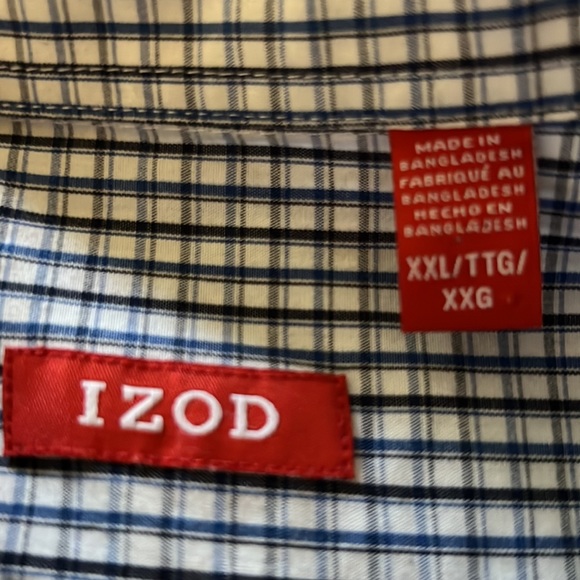 MADE IN
BANGLADESH
FABRIQUÉ AU
BANGLADESH
HECHO EN
BANGLADESH
XXL/TTG/
XXG
IZOD